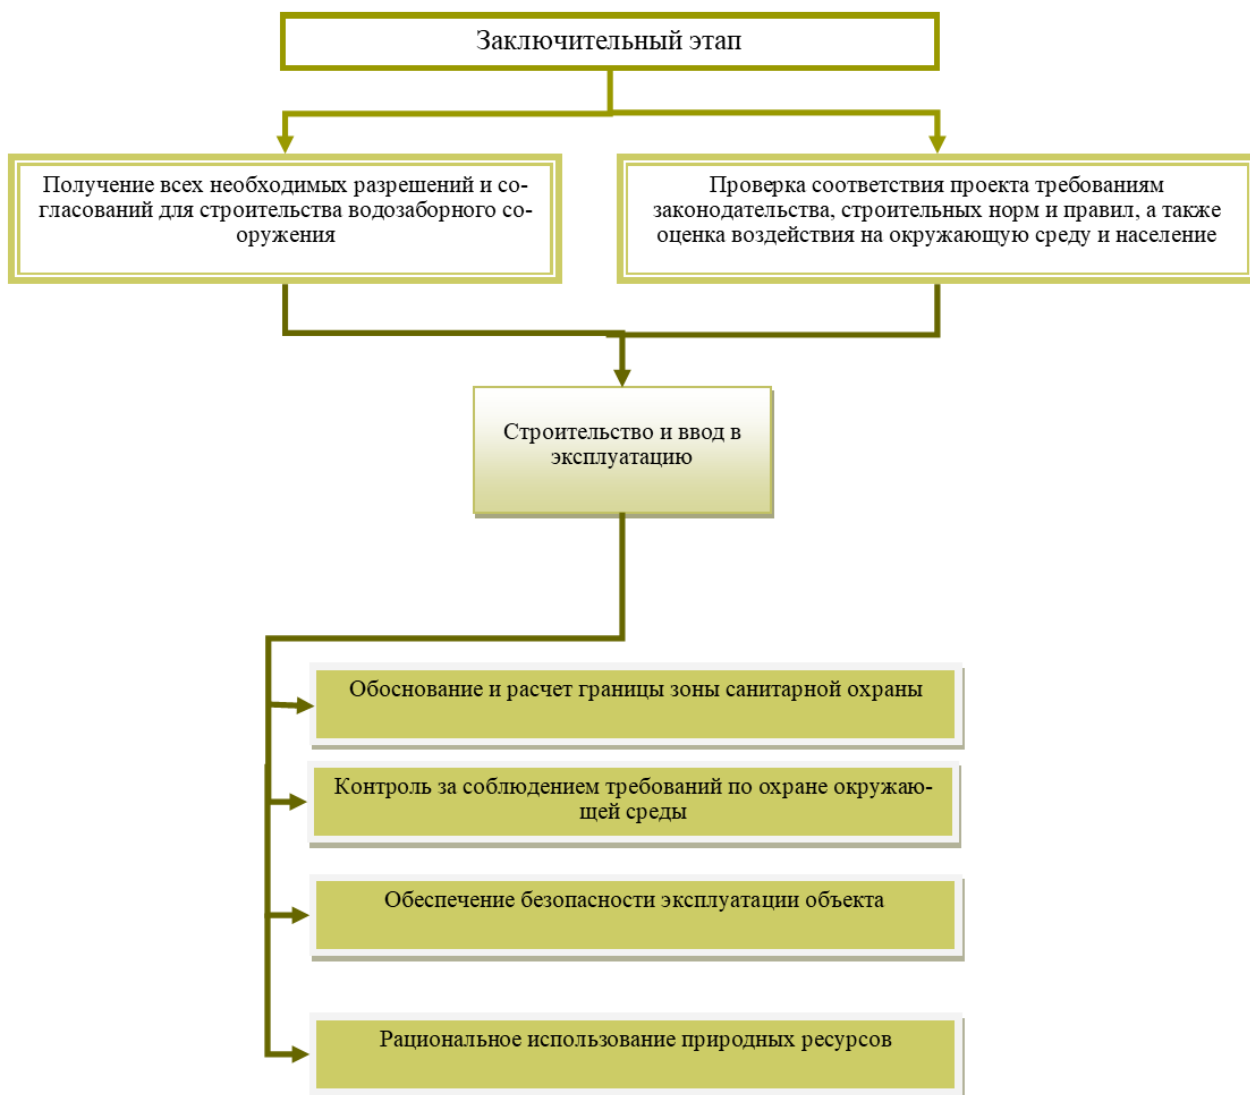 Заключительный этап
Получение всех необходимых разрешений и со-
гласований для строительства водозаборного со-
оружения
Проверка соответствия проекта требованиям
законодательства, строительных норм и правил, а также
оценка воздействия на окружающую среду и население
Строительство и ввод в
эксплуатацию
Обоснование и расчет границы зоны санитарной охраны
Контроль за соблюдением требований по охране окружаю-
щей среды
Обеспечение безопасности эксплуатации объекта
Рациональное использование природных ресурсов